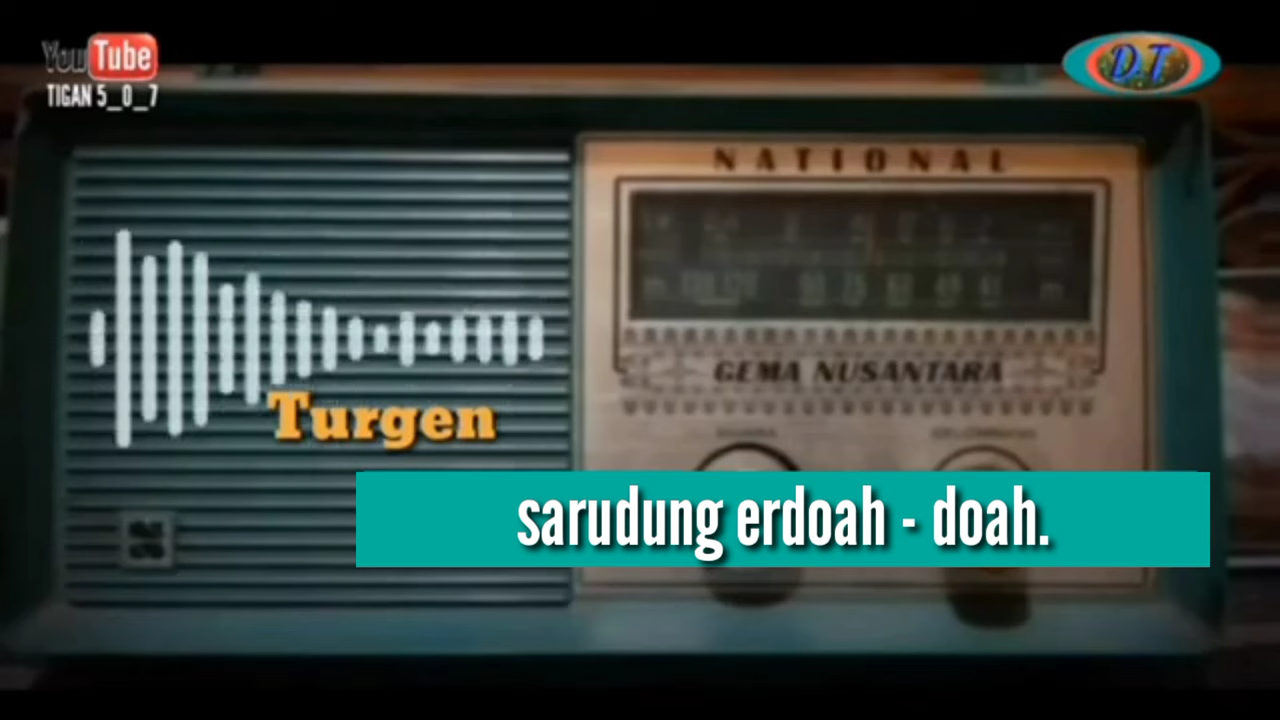 YouTube
TIGAN 5_0_7
D.T
NATIONAL
GEMA NUSANTARA
Turgen
sarudung erdoah - doah.